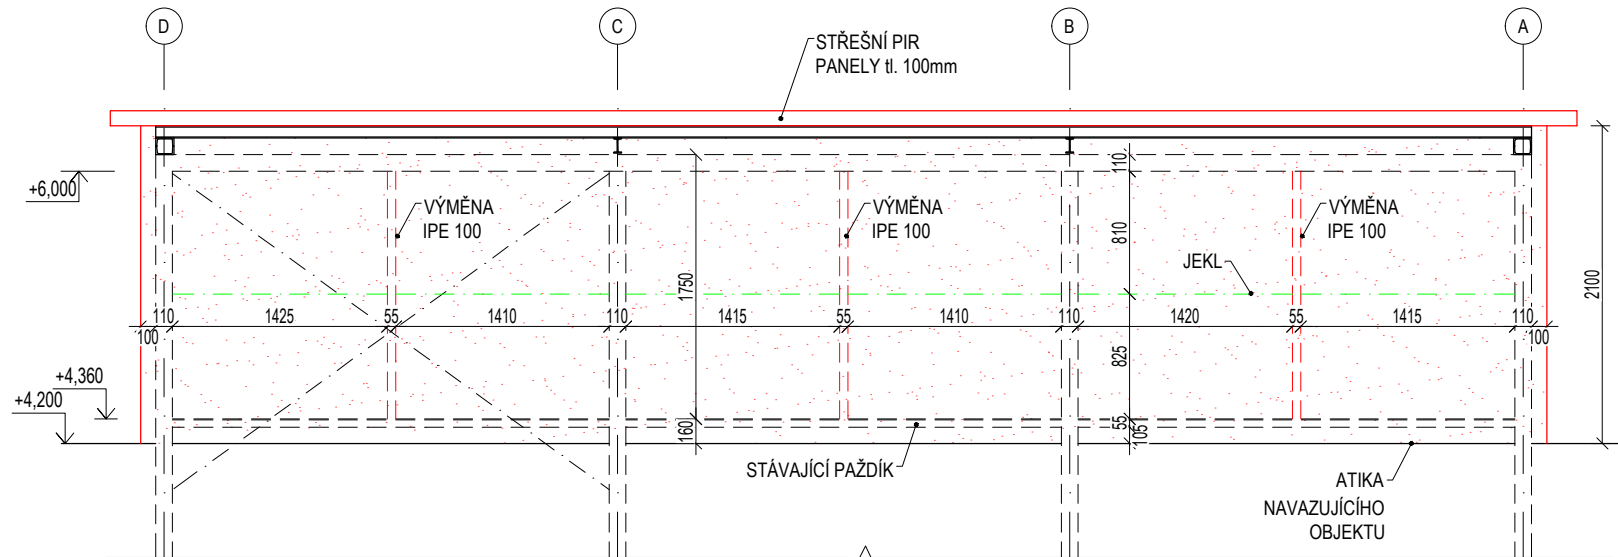 D
C
B
A
STŘEŠNÍ PIR
PANELY tl. 100mm
+6,000
VÝMĚNA
IPE 100
VÝMĚNA
IPE 100
VÝMĚNA
IPE 100
110
810
JEKL
1750
2100
110
1425
55
1410
110
1415
55
1410
110
1420
55
1415
110
100
100
825
+4,360
+4,200
160
55
105
STÁVAJÍCÍ PAŽDÍK
ATIKA
NAVAZUJÍCÍHO
OBJEKTU